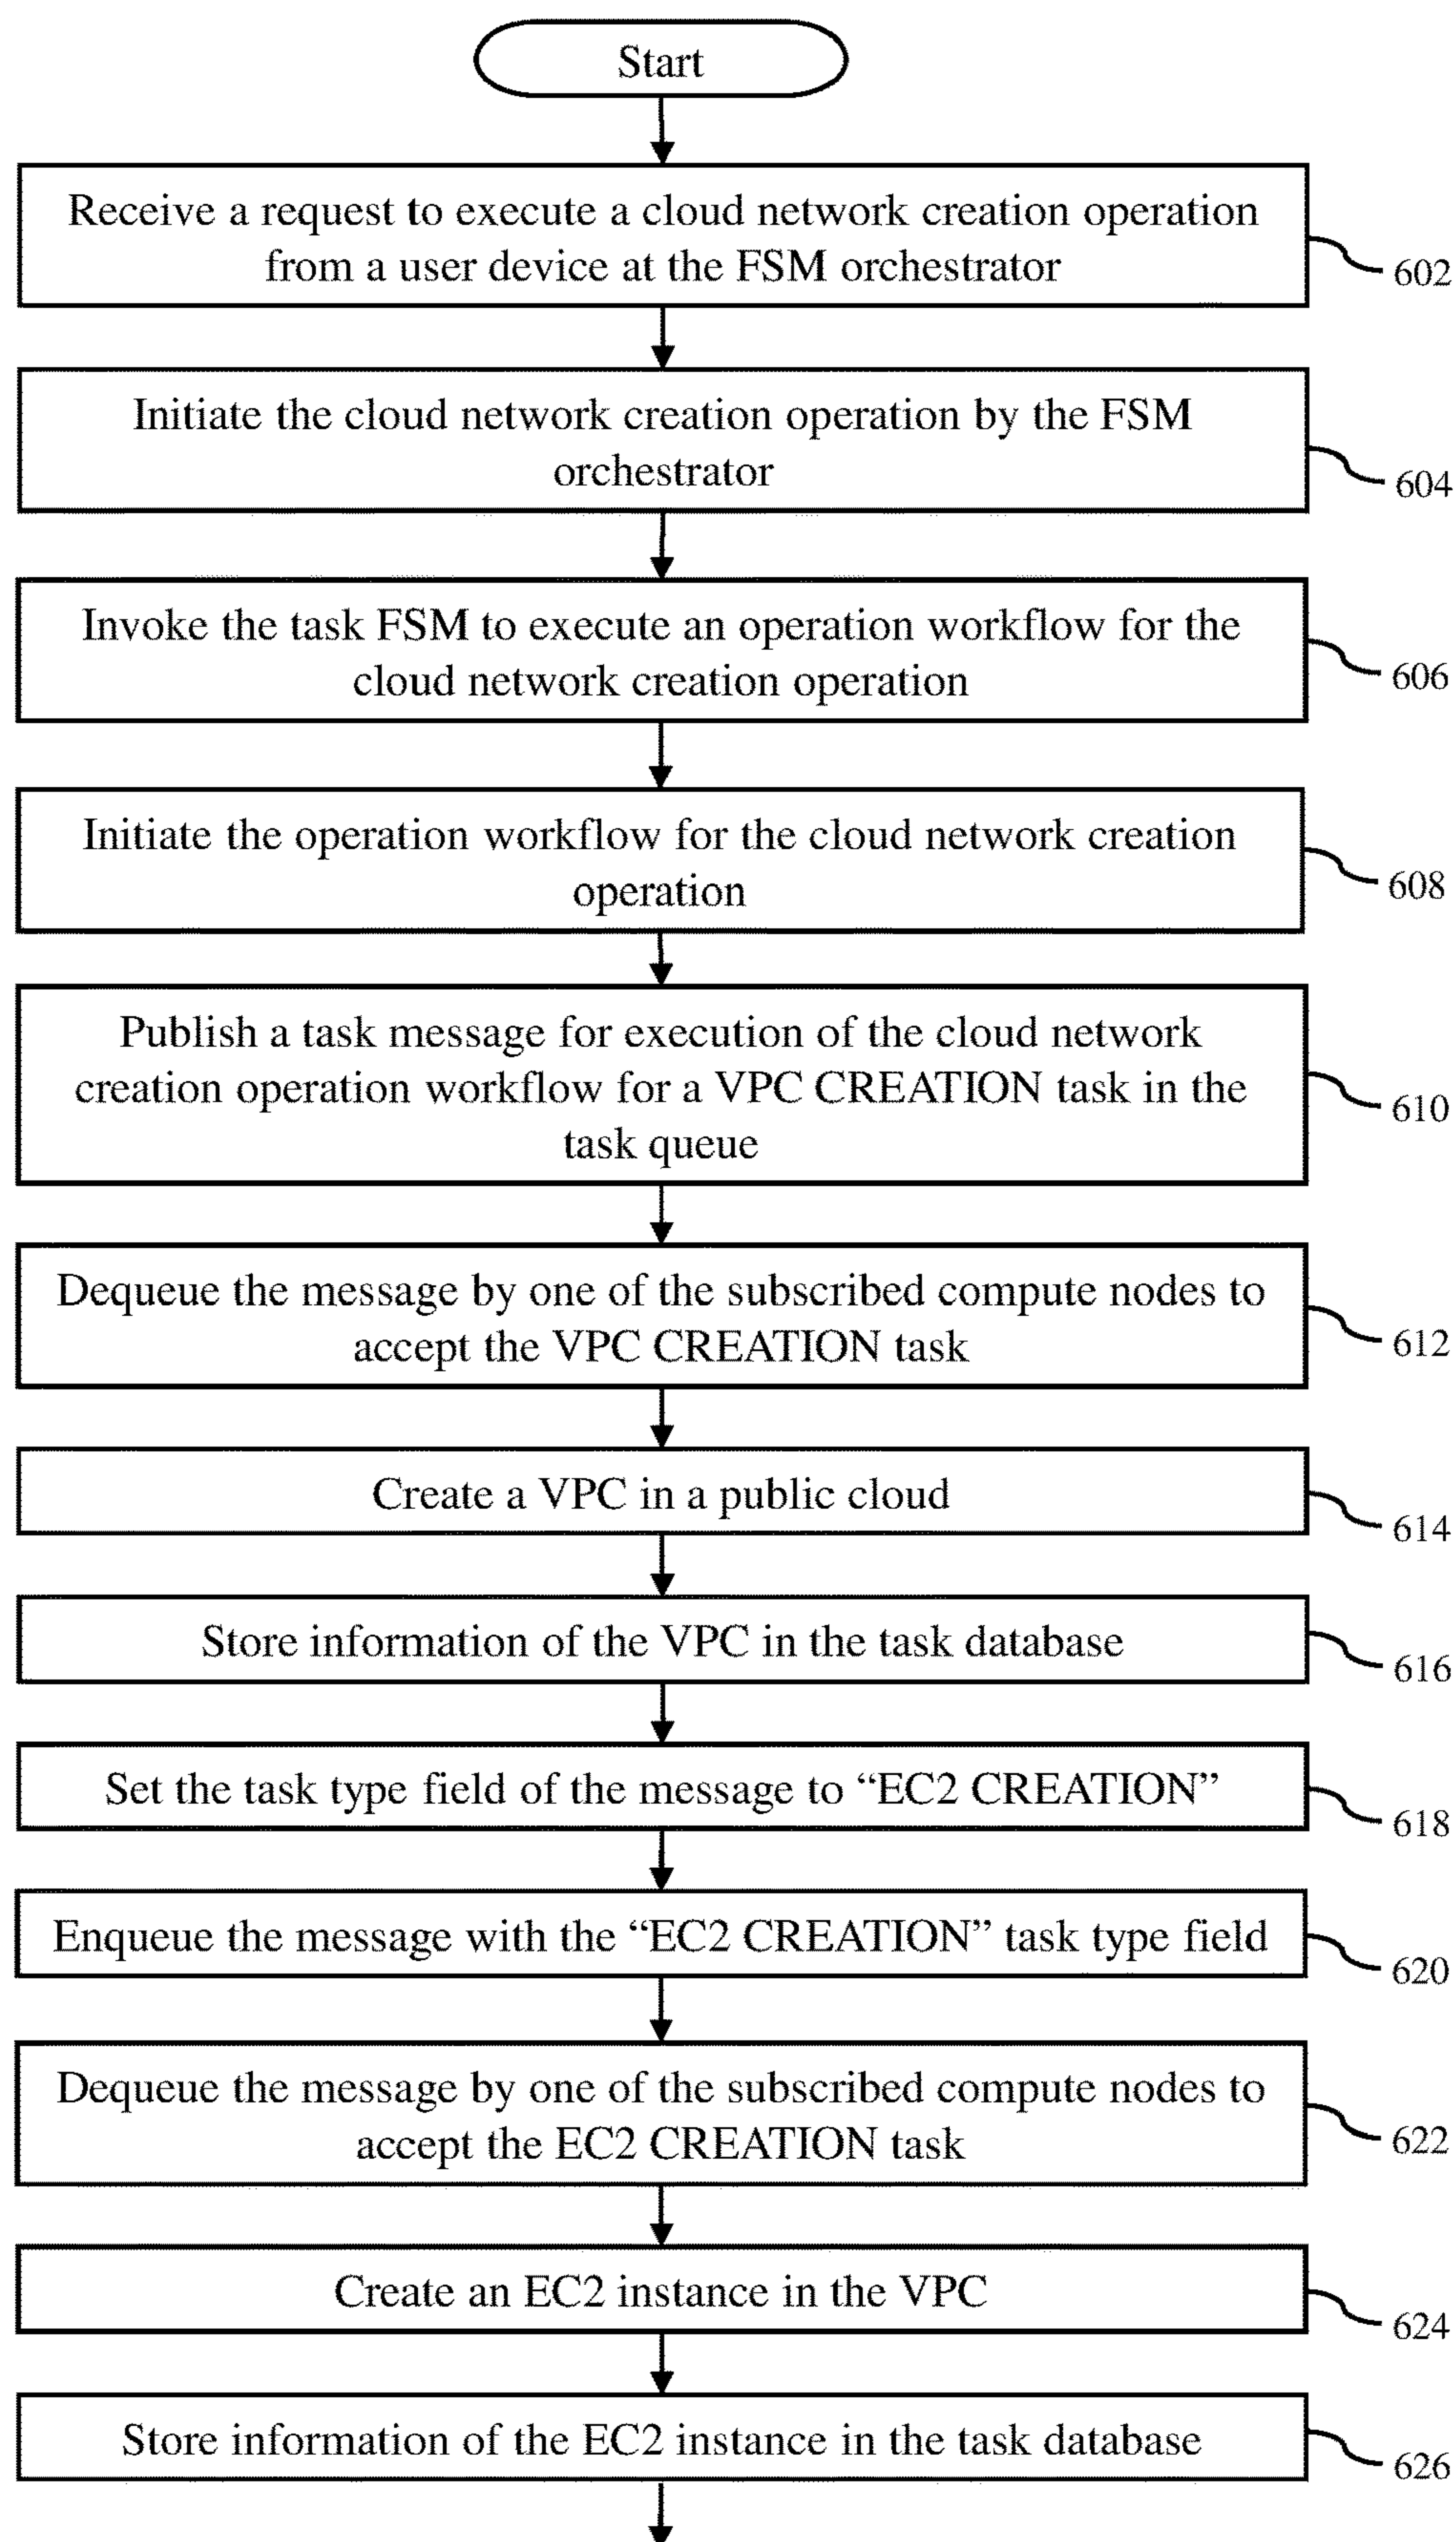 Start
Receive a request to execute a cloud network creation operation
from a user device at the FSM orchestrator
602
Initiate the cloud network creation operation by the FSM
orchestrator
604
Invoke the task FSM to execute an operation workflow for the
cloud network creation operation
606
Initiate the operation workflow for the cloud network creation
operation
608
Publish a task message for execution of the cloud network
creation operation workflow for a VPC CREATION task in the
task queue
610
Dequeue the message by one of the subscribed compute nodes to
accept the VPC CREATION task
612
Create a VPC in a public cloud
614
Store information of the VPC in the task database
616
Set the task type field of the message to “EC2 CREATION”
618
Enqueue the message with the “EC2 CREATION” task type field
620
Dequeue the message by one of the subscribed compute nodes to
accept the EC2 CREATION task
622
Create an EC2 instance in the VPC
624
Store information of the EC2 instance in the task database
626